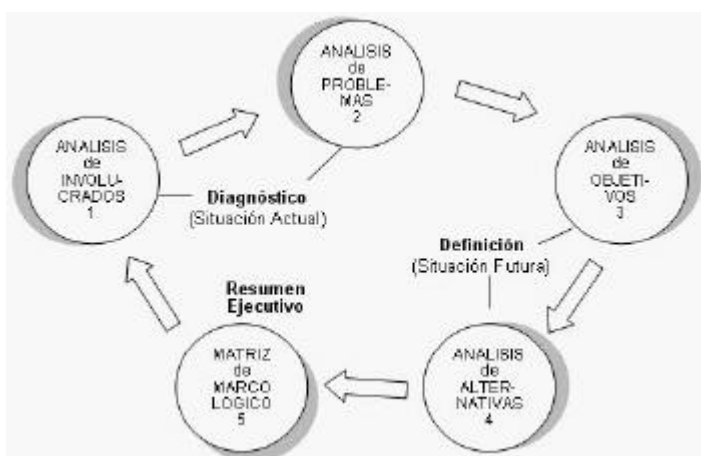 ANALISIS
de
INVOLU-
CRADOS
1
ANALISIS
de
PROBLE-
MAS
2
ANALISIS
de
OBJETI-
VOS
3
Diagnóstico
(Situación Actual)
Definición
(Situación Futura)
ANALISIS
de
ALTER-
NATIVAS
4
Resumen
Ejecutivo
MATRIZ
de
MARCO
LOGICO
5